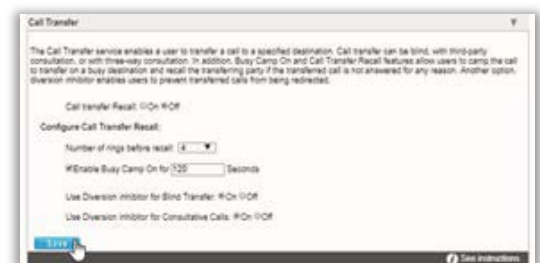 Call Transfer
The Call Transfer service enables a user to transfer a call to a specified destination. Call transfer can be blind, with third-party
consultation, or with three-way consultation. In addition, Busy Camp On and Call Transfer Recall features allow users to camp the call
to transfer on a busy destination and recall the transferring party if the transferred call is not answered for any reason. Another option,
diversion inhibitor enables users to prevent transferred calls from being redirected.
Call transfer Recall: On Off
Configure Call Transfer Recall:
Number of rings before recall: 4
Enable Busy Camp On for 120 Seconds
Use Diversion inhibitor for Blind Transfer: On Off
Use Diversion inhibitor for Consultative Calls: On Off
Save
See instructions